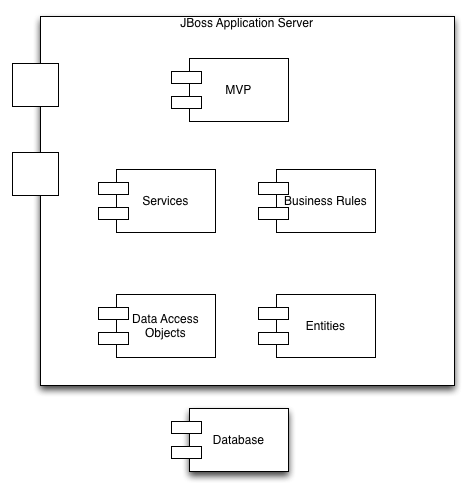 JBoss Application Server
MVP
Services
Business Rules
Data Access
Objects
Entities
Database